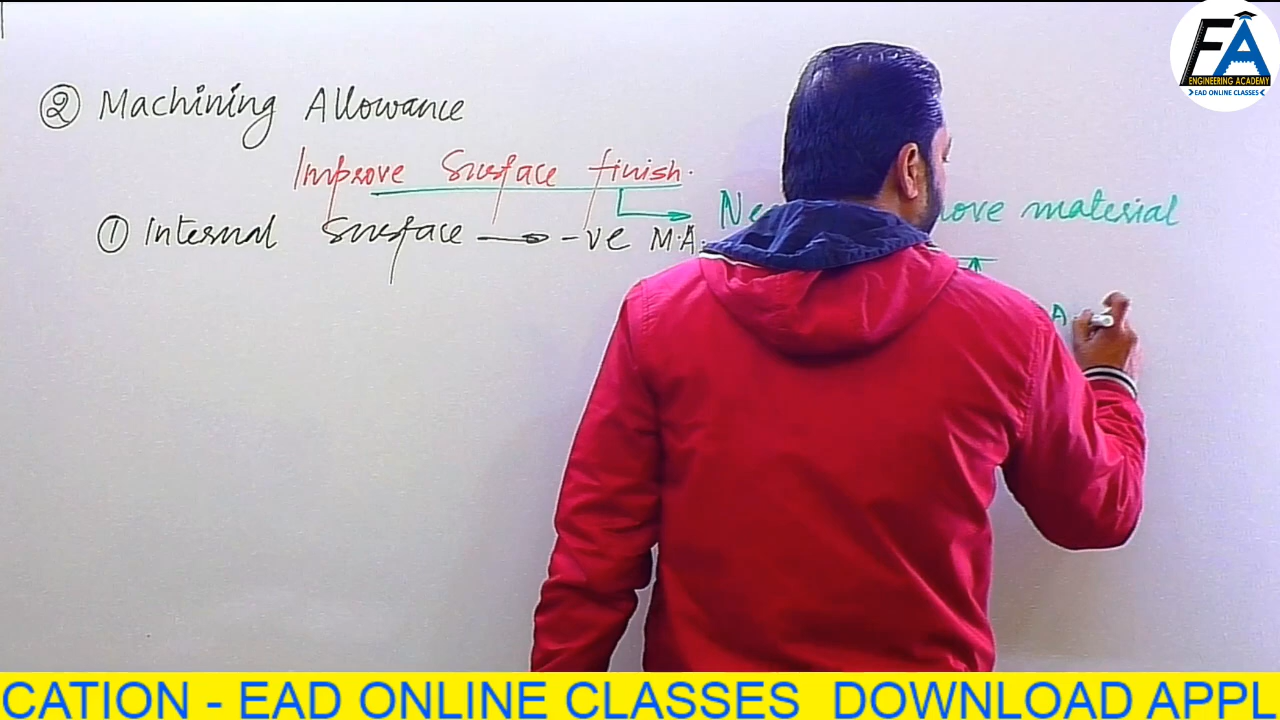 ② Machining Allowance
Improve Surface finish.
material
① Internal Surface → -ve M.A.
A
FA
ENGINEERING ACADEMY
EAD ONLINE CLASSES
CATION - EAD ONLINE CLASSES DOWNLOAD APPL